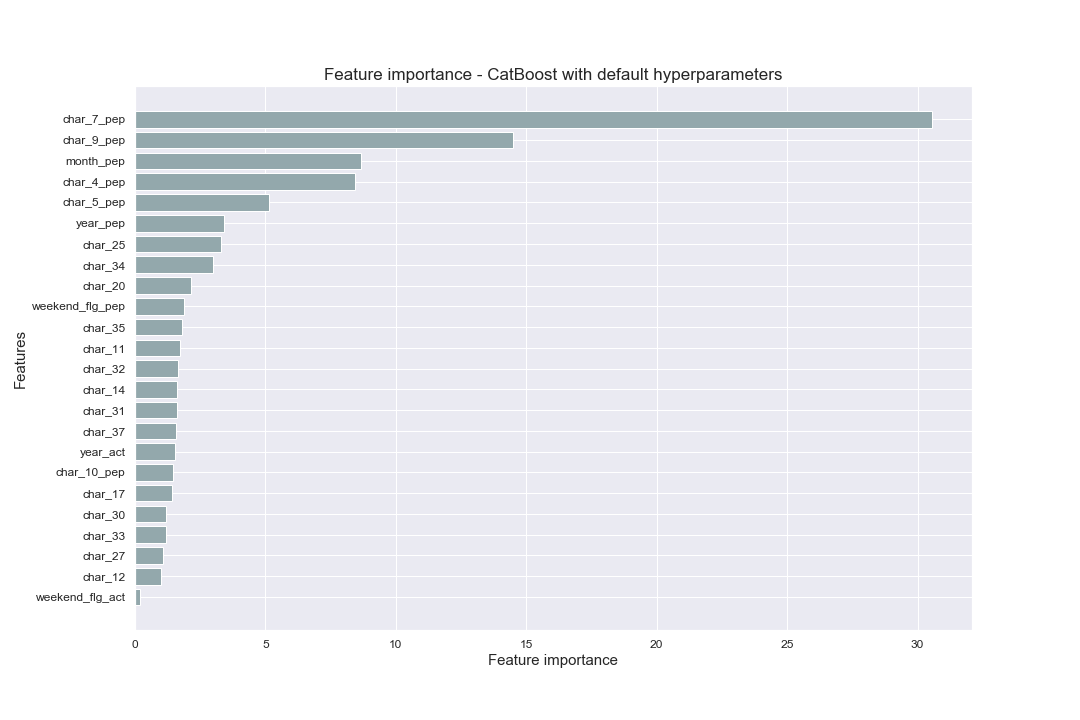 Feature importance - CatBoost with default hyperparameters
char_7_pep
char_9_pep
month_pep
char_4_pep
char_5_pep
year_pep
char_25
char_34
char_20
weekend_flg_pep
char_35
char_11
char_32
char_14
char_31
char_37
year_act
char_10_pep
char_17
char_30
char_33
char_27
char_12
weekend_flg_act
Features
0 5 10 15 20 25 30
Feature importance